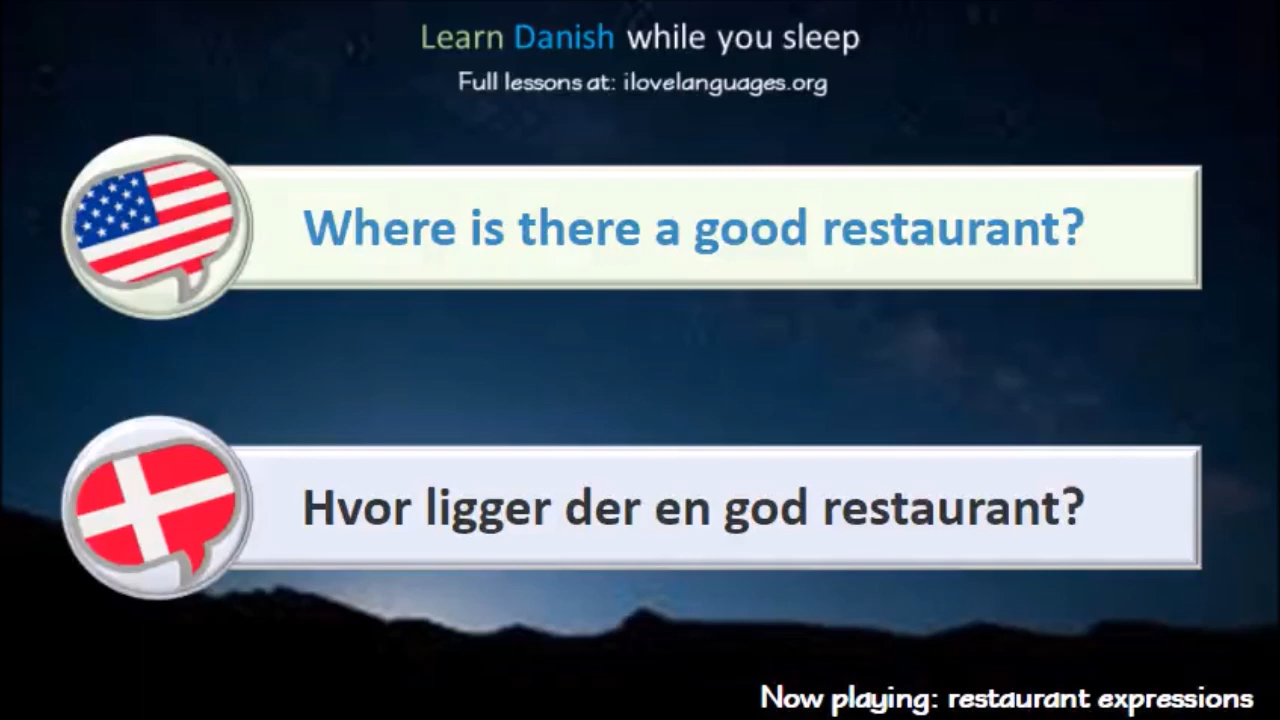 Learn Danish while you sleep
Full lessons at: ilovelanguages.org
Where is there a good restaurant?
Hvor ligger der en god restaurant?
Now playing: restaurant expressions